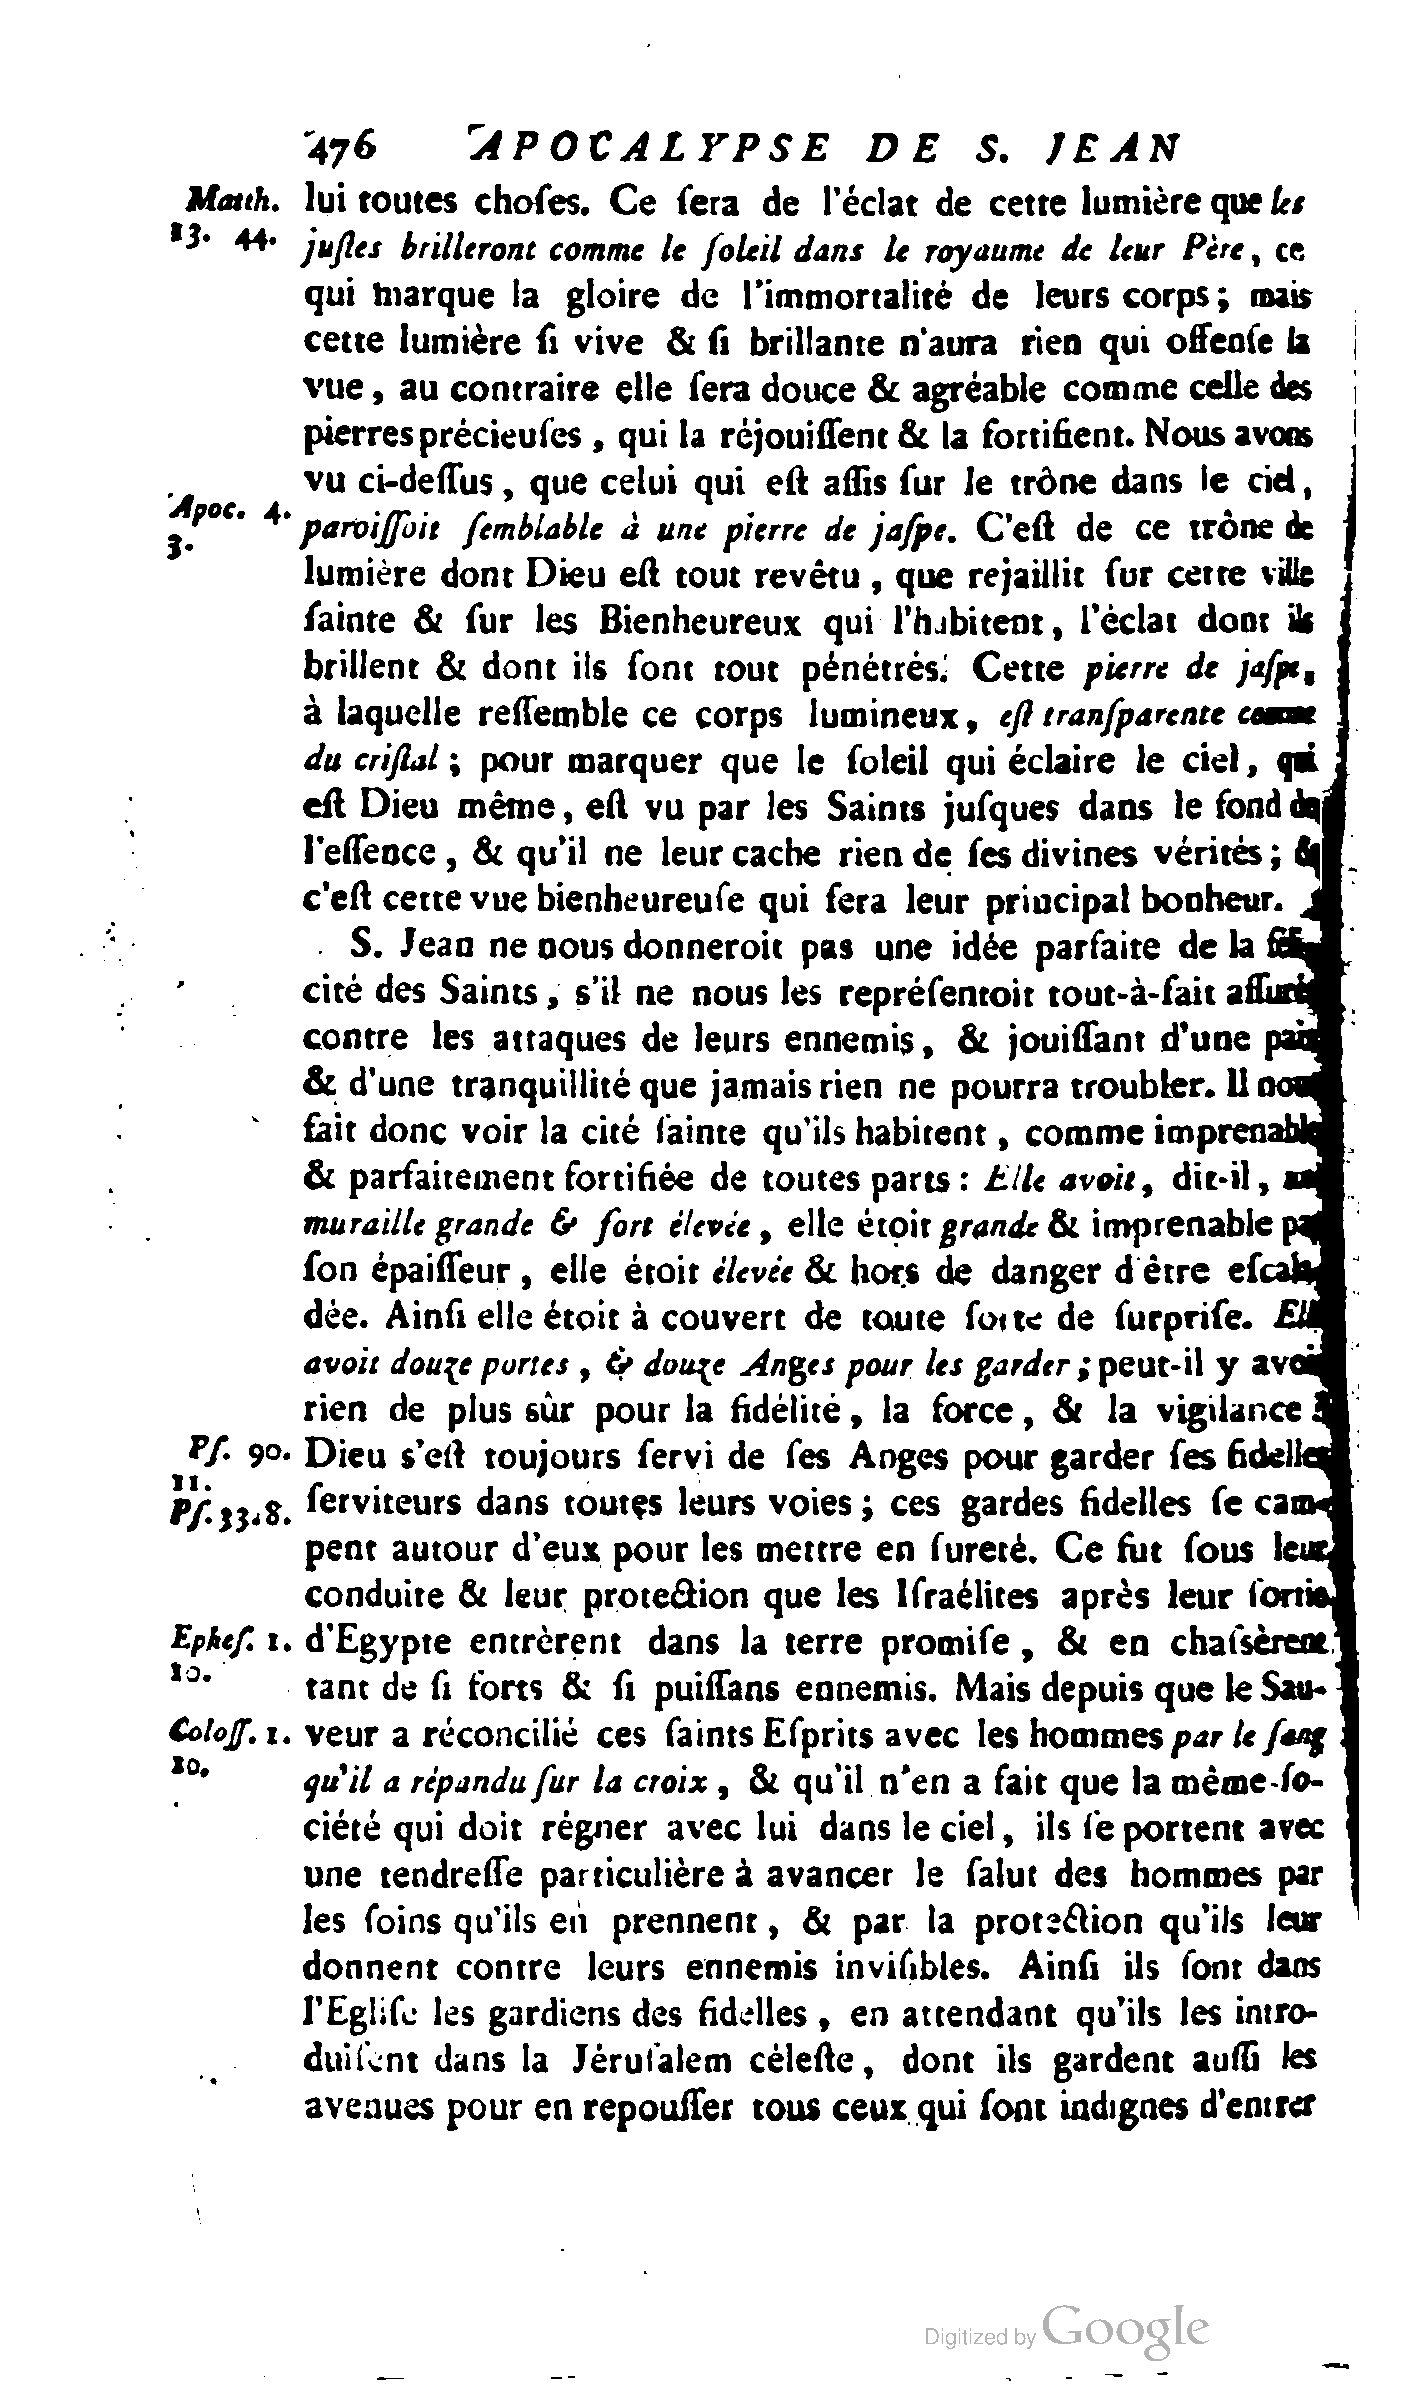 476 APOCALYPSE DE S. JEAN
Matth. 13. 44.
lui toutes choſes. Ce ſera de l'éclat de cette lumière que les
juſtes brilleront comme le ſoleil dans le royaume de leur Père, ce
qui marque la gloire de l'immortalité de leurs corps; mais
cette lumière ſi vive & ſi brillante n'aura rien qui offenſe la
vue, au contraire elle ſera douce & agréable comme celle des
pierres précieuſes, qui la réjouiſſent & la fortifient. Nous avons
vu ci-deſſus, que celui qui eſt aſſis ſur le trône dans le ciel,
Apoc. 4. 3.
paroiſſoit ſemblable à une pierre de jaſpe. C'eſt de ce trône de
lumière dont Dieu eſt tout revêtu, que rejaillit ſur cette ville
ſainte & ſur les Bienheureux qui l'habitent, l'éclat dont ils
brillent & dont ils ſont tout pénétrés. Cette pierre de jaſpe,
à laquelle reſſemble ce corps lumineux, eſt tranſparente comme
du criſtal; pour marquer que le ſoleil qui éclaire le ciel, qui
eſt Dieu même, eſt vu par les Saints juſques dans le fond de
l'eſſence, & qu'il ne leur cache rien de ſes divines vérités; &
c'eſt cette vue bienheureuſe qui ſera leur principal bonheur.
S. Jean ne nous donneroit pas une idée parfaite de la féli-
cité des Saints, s'il ne nous les repréſentoit tout-à-fait aſſurés
contre les attaques de leurs ennemis, & jouiſſant d'une paix
& d'une tranquillité que jamais rien ne pourra troubler. Il nous
fait donc voir la cité ſainte qu'ils habitent, comme imprenable
& parfaitement fortifiée de toutes parts: Elle avoit, dit-il, une
muraille grande & fort élevée, elle étoit grande & imprenable par
ſon épaiſſeur, elle étoit élevée & hors de danger d'être eſcala-
dée. Ainſi elle étoit à couvert de toute ſorte de ſurpriſe. Elle
avoit douze portes, & douze Anges pour les garder; peut-il y avoir
rien de plus sûr pour la fidélité, la force, & la vigilance?
Pſ. 90. 11.
Dieu s'eſt toujours ſervi de ſes Anges pour garder ſes fidelles
Pſ. 33. 8.
ſerviteurs dans toutes leurs voies; ces gardes fidelles ſe cam-
pent autour d'eux pour les mettre en ſureté. Ce fut ſous leur
conduite & leur protection que les Iſraélites après leur ſortie
Epheſ. 1. 10.
d'Egypte entrèrent dans la terre promiſe, & en chaſsèrent
tant de ſi forts & ſi puiſſans ennemis. Mais depuis que le Sau-
Coloſſ. 1. 20.
veur a réconcilié ces ſaints Eſprits avec les hommes par le ſang
qu'il a répandu ſur la croix, & qu'il n'en a fait que la même ſo-
ciété qui doit régner avec lui dans le ciel, ils ſe portent avec
une tendreſſe particulière à avancer le ſalut des hommes par
les ſoins qu'ils en prennent, & par la protection qu'ils leur
donnent contre leurs ennemis inviſibles. Ainſi ils ſont dans
l'Egliſe les gardiens des fidelles, en attendant qu'ils les intro-
duiſent dans la Jéruſalem céleſte, dont ils gardent auſſi les
avenues pour en repouſſer tous ceux qui ſont indignes d'entrer
Digitized by Google